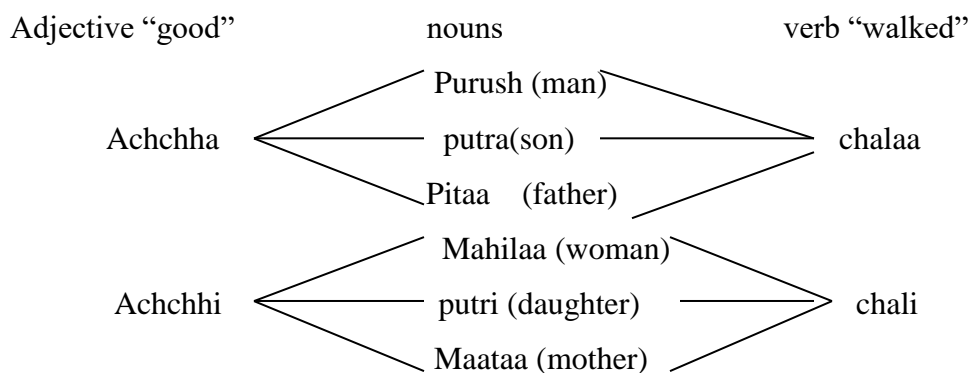 Adjective “good” nouns verb “walked”
Purush (man)
Achchha putra(son) chalaa
Pitaa (father)
Mahilaa (woman)
Achchhi putri (daughter) chali
Maataa (mother)